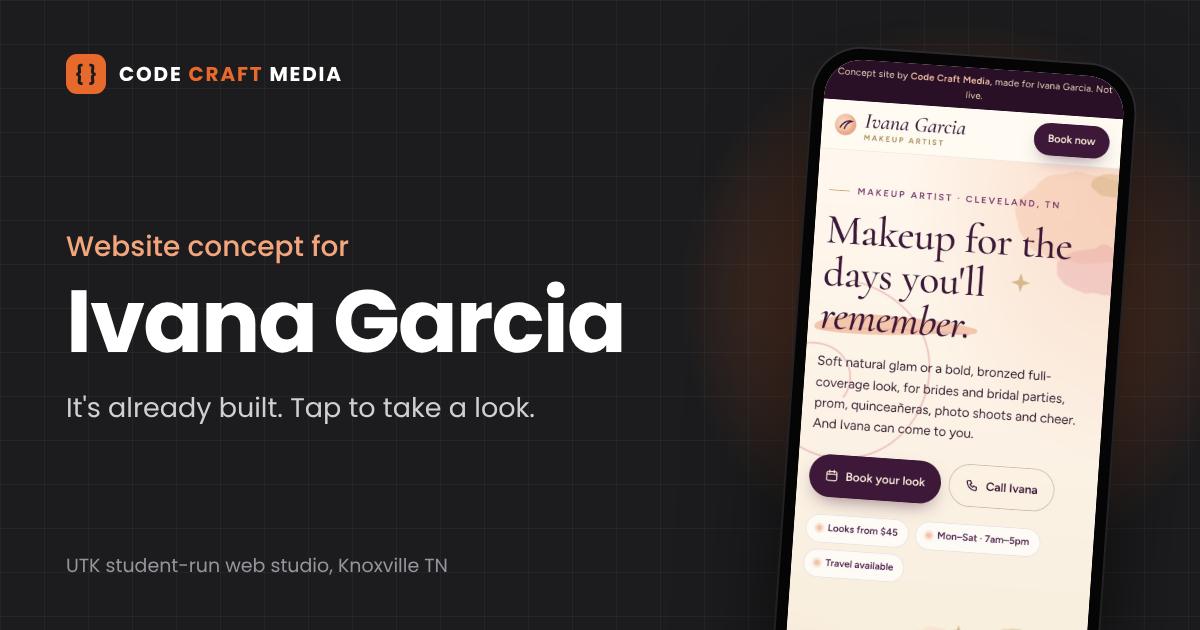 { } CODE CRAFT MEDIA
Website concept for
Ivana Garcia
It's already built. Tap to take a look.
UTK student-run web studio, Knoxville TN
Concept site by Code Craft Media, made for Ivana Garcia. Not
live.
Ivana Garcia
MAKEUP ARTIST
Book now
MAKEUP ARTIST · CLEVELAND, TN
Makeup for the
days you'll
remember.
Soft natural glam or a bold, bronzed full-
coverage look, for brides and bridal parties,
prom, quinceañeras, photo shoots and cheer.
And Ivana can come to you.
Book your look
Call Ivana
Looks from $45
Mon–Sat · 7am–5pm
Travel available